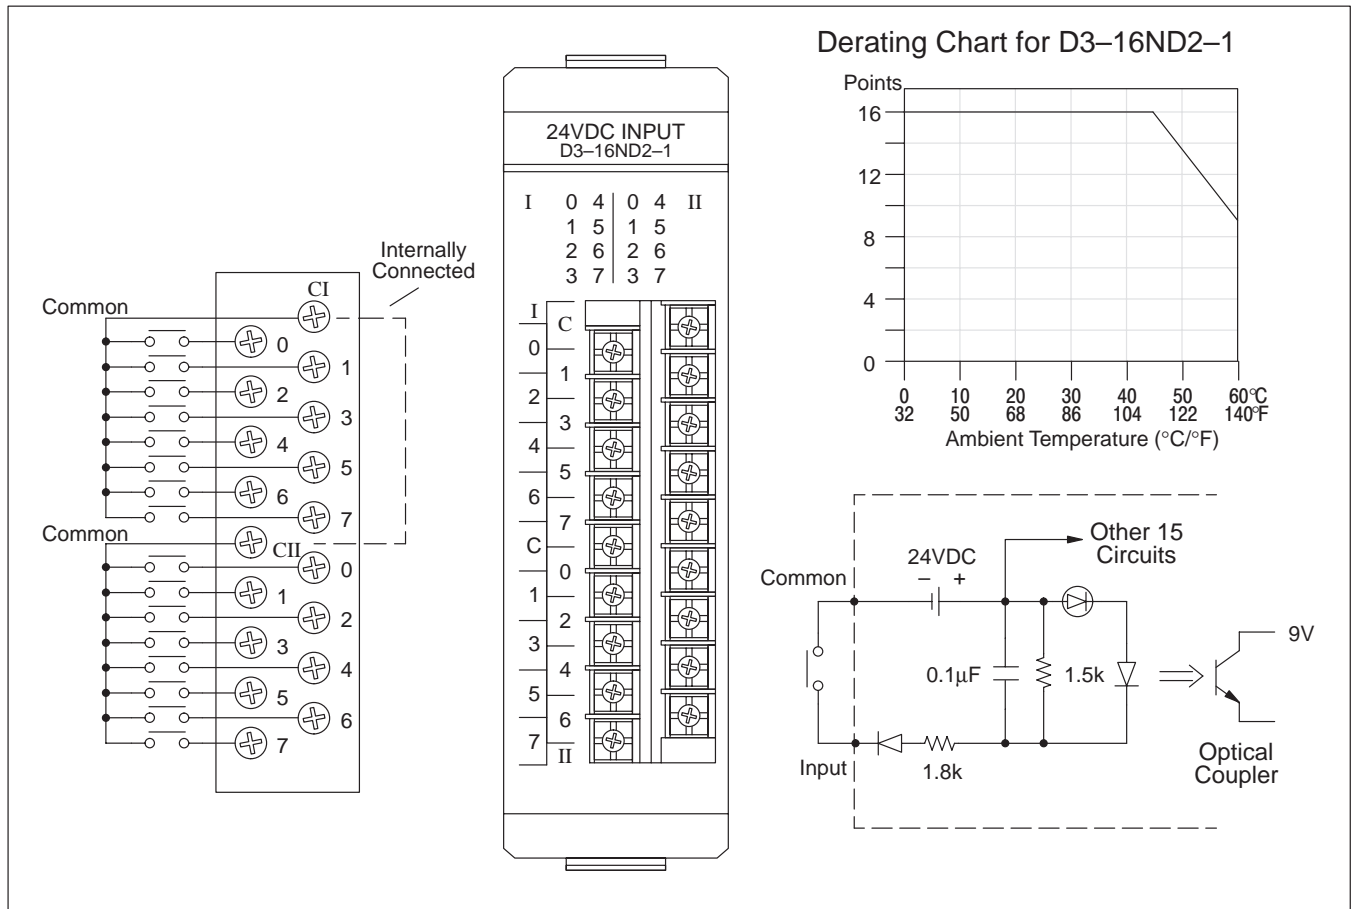 Derating Chart for D3–16ND2–1
Points
16
12
8
4
0
0 10 20 30 40 50 60°C
32 50 68 86 104 122 140°F
Ambient Temperature (°C/°F)
24VDC INPUT
D3–16ND2–1
I 0 4 0 4 II
1 5 1 5
2 6 2 6
3 7 3 7
I
C
0
1
2
3
4
5
6
7
C
0
1
2
3
4
5
6
7
II
Internally
Connected
CI
Common
0
1
2
3
4
5
6
7
Common
CII
0
1
2
3
4
5
6
7
Other 15
Circuits
24VDC
– +
Common
9V
0.1µF
1.5k
Input
1.8k
Optical
Coupler